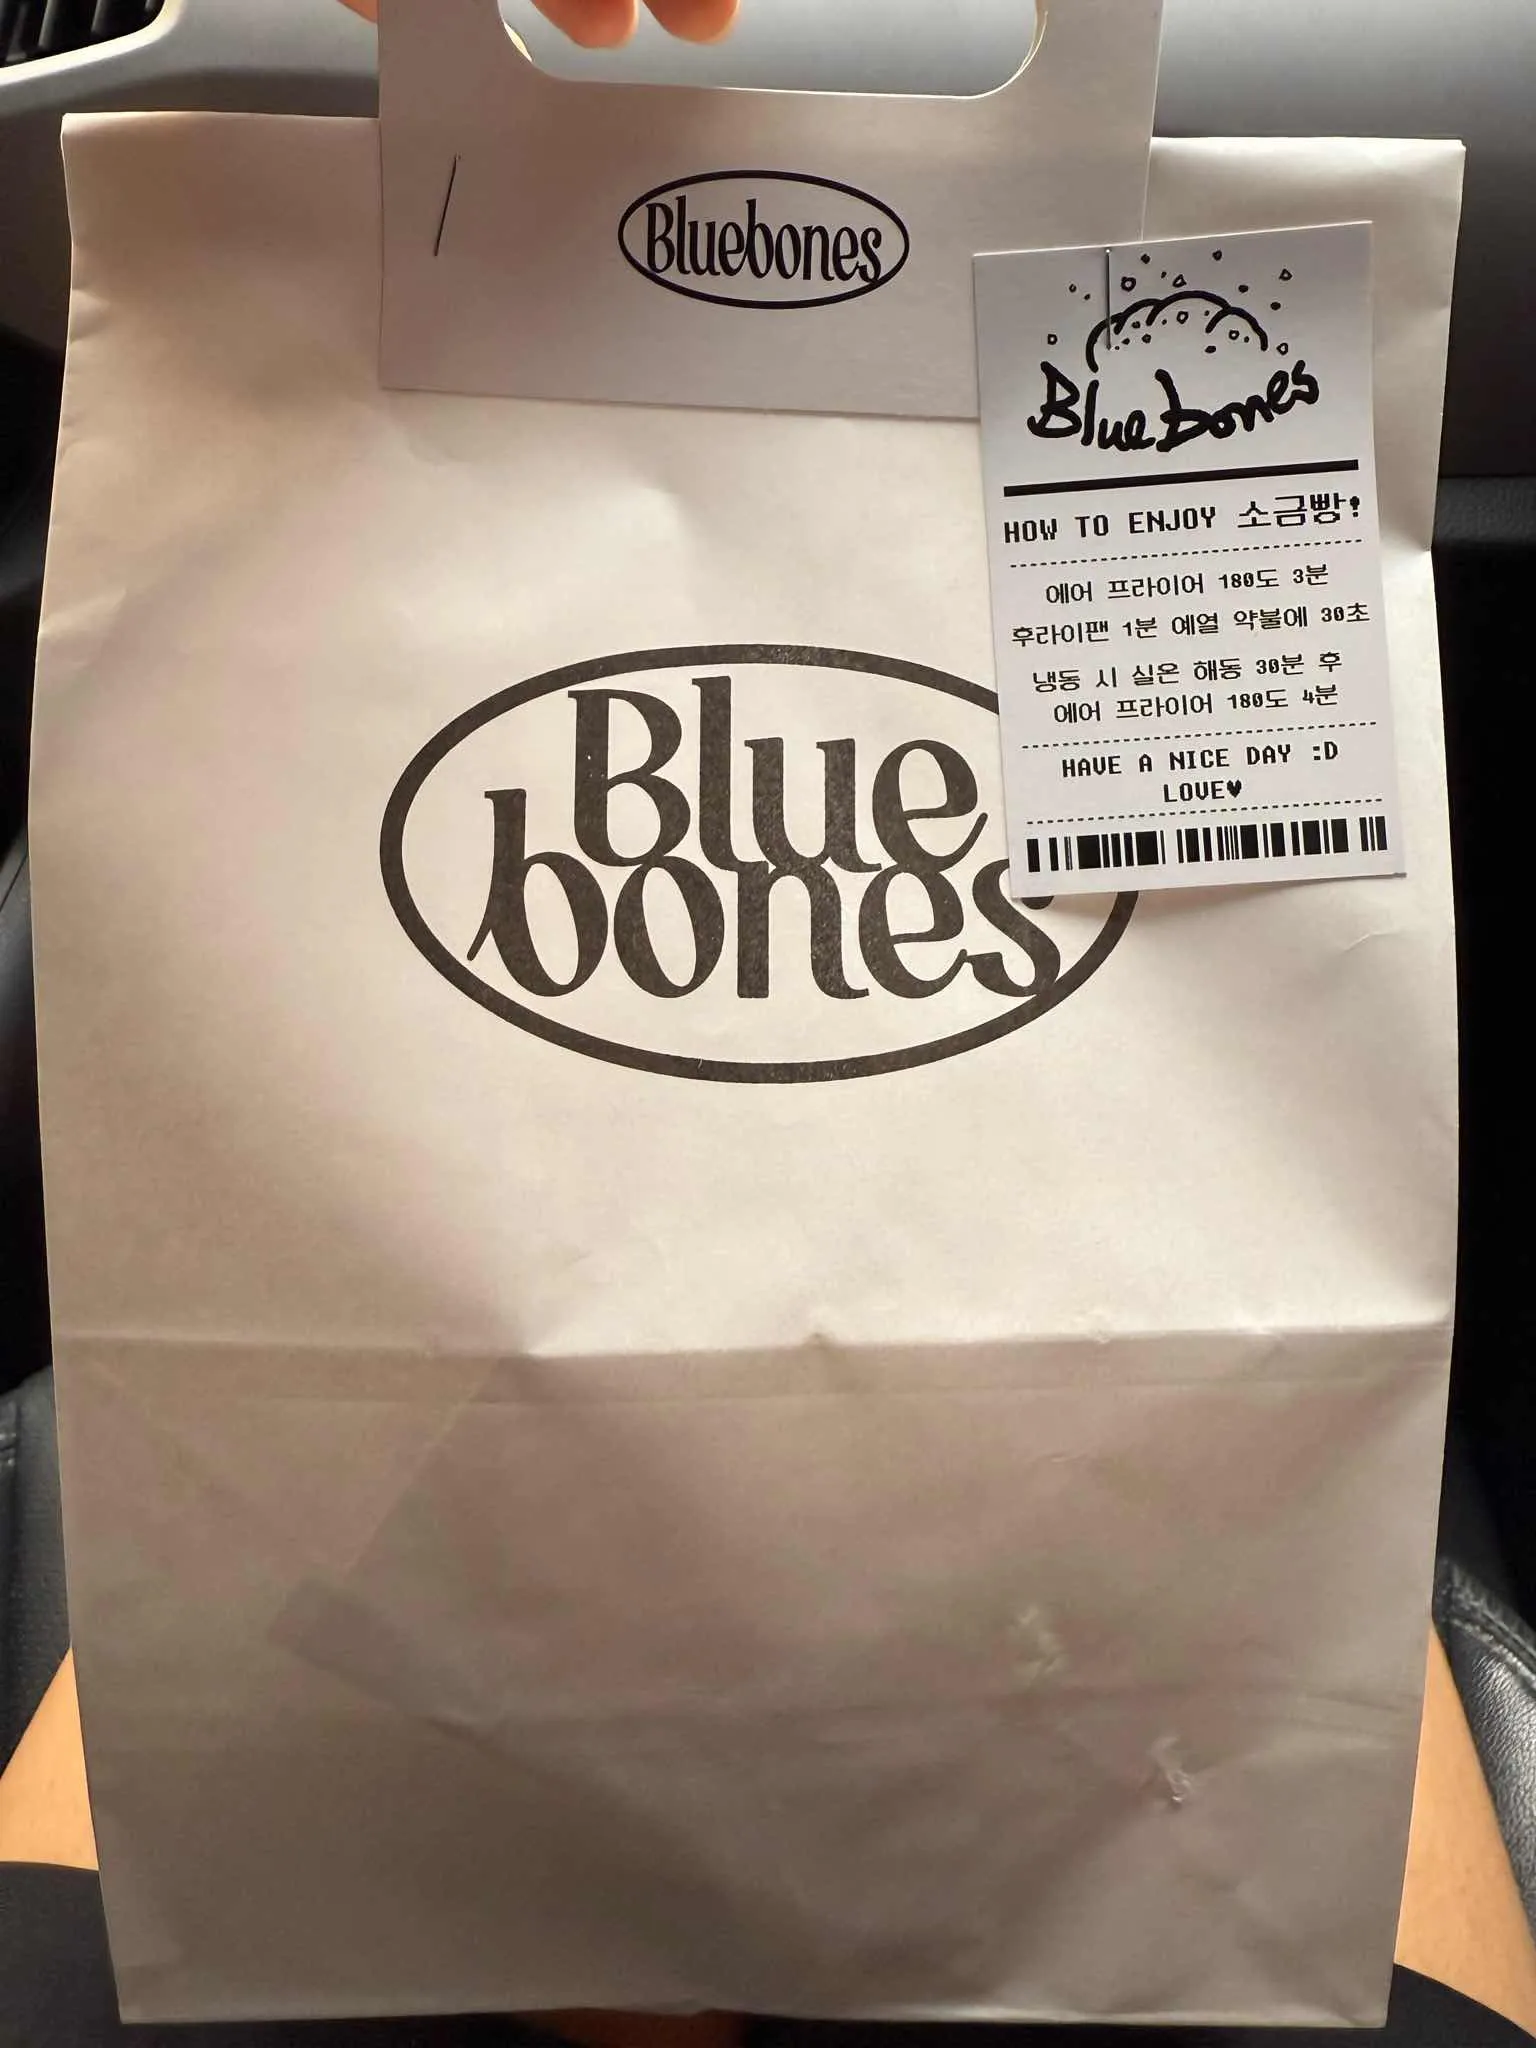 Bluebones
Blue
bones
Bluebones
HOW TO ENJOY 소금빵!
에어 프라이어 180도 3분
후라이팬 1분 예열 약불에 30초
냉동 시 실온 해동 30분 후
에어 프라이어 180도 4분
HAVE A NICE DAY :D
LOVE♥